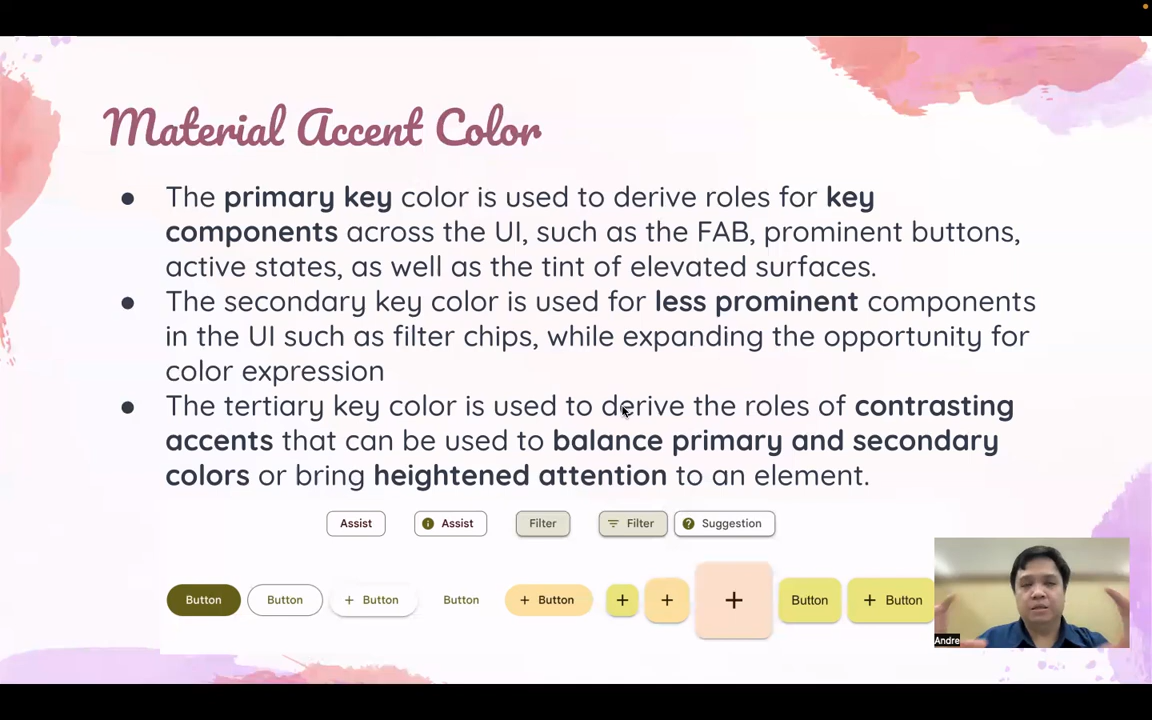 Material Accent Color
● The primary key color is used to derive roles for key
components across the UI, such as the FAB, prominent buttons,
active states, as well as the tint of elevated surfaces.
● The secondary key color is used for less prominent components
in the UI such as filter chips, while expanding the opportunity for
color expression
● The tertiary key color is used to derive the roles of contrasting
accents that can be used to balance primary and secondary
colors or bring heightened attention to an element.
Assist Assist Filter Filter Suggestion
Button Button + Button Button + Button + + + Button + Button
Andre